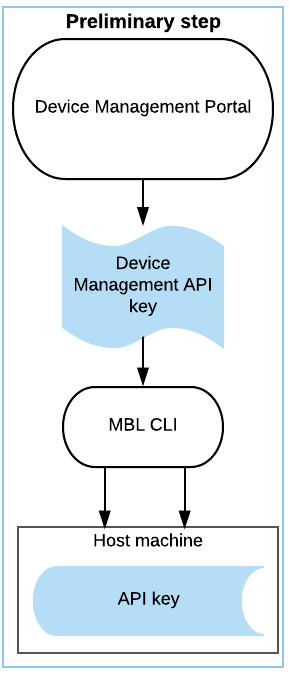 Preliminary step
Device Management Portal
Device
Management API
key
MBL CLI
Host machine
API key